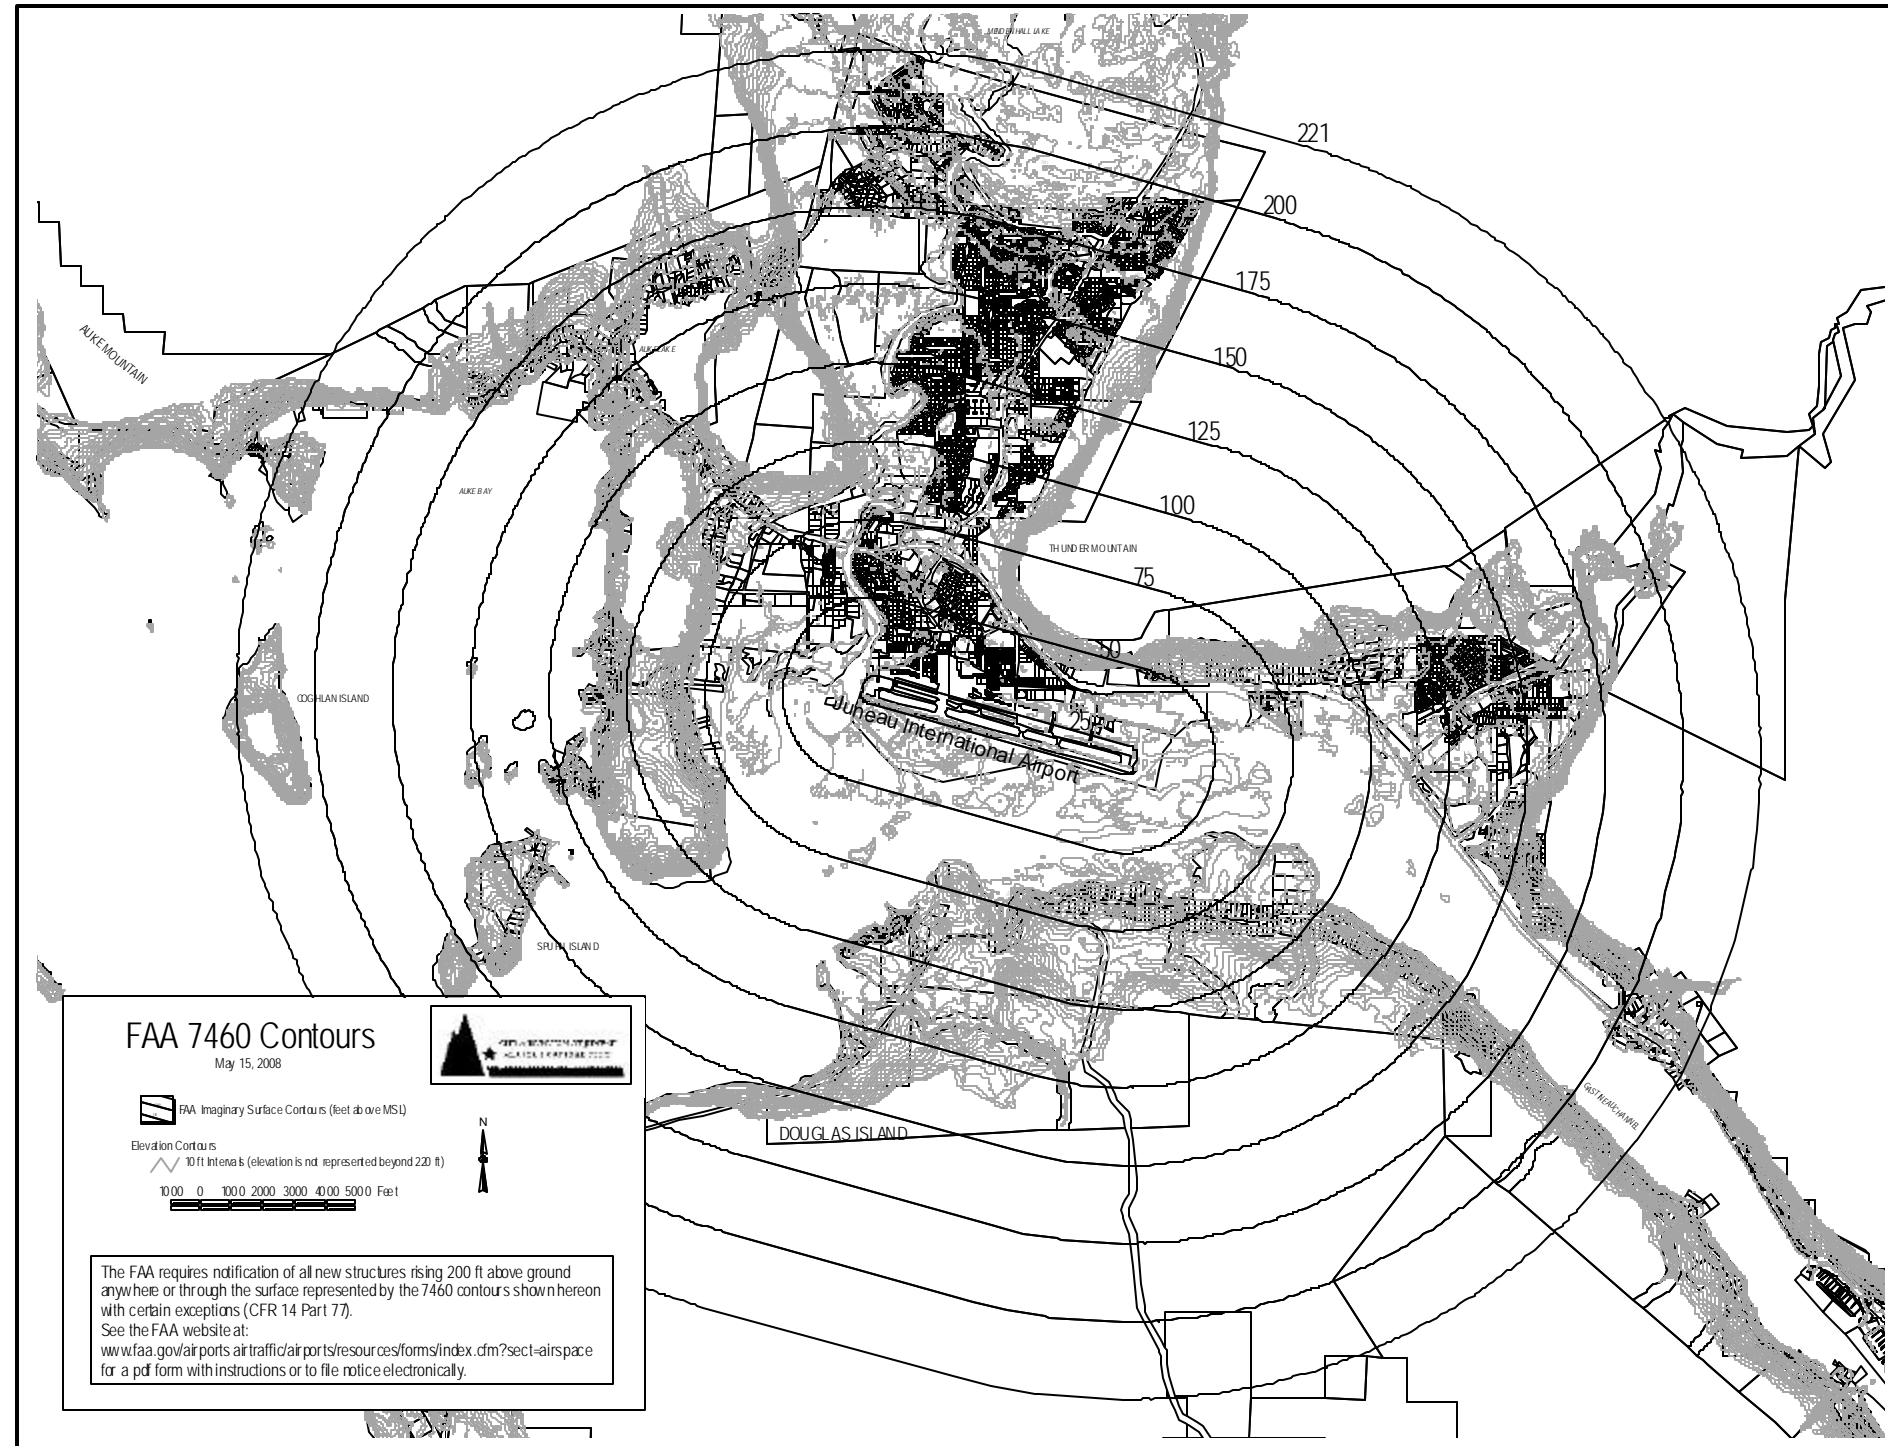 MENDENHALL LAKE
221
200
175
150
125
100
75
50
25
AUKE MOUNTAIN
AUKE LAKE
AUKE BAY
THUNDER MOUNTAIN
COGHLAN ISLAND
Juneau International Airport
SPUHN ISLAND
DOUGLAS ISLAND
GASTINEAU CHANNEL
FAA 7460 Contours
May 15, 2008
FAA Imaginary Surface Contours (feet above MSL)
Elevation Contours
10 ft Intervals (elevation is not represented beyond 220 ft)
1000 0 1000 2000 3000 4000 5000 Feet
N
The FAA requires notification of all new structures rising 200 ft above ground
anywhere or through the surface represented by the 7460 contours shown hereon
with certain exceptions (CFR 14 Part 77).
See the FAA website at:
www.faa.gov/airports airtraffic/airports/resources/forms/index.cfm?sect=airspace
for a pdf form with instructions or to file notice electronically.